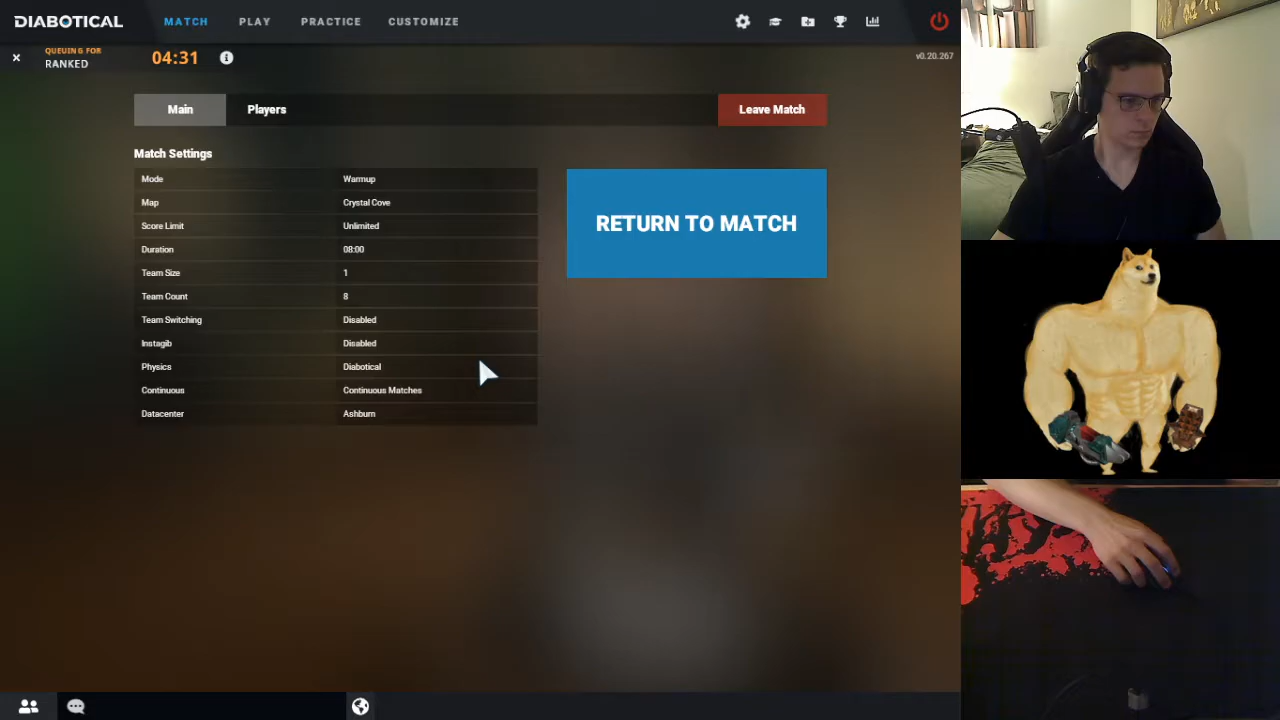 DIABOTICAL MATCH PLAY PRACTICE CUSTOMIZE
QUEUING FOR
RANKED
04:31
v0.20.267
Main Players Leave Match
Match Settings
Mode Warmup
Map Crystal Cove
Score Limit Unlimited
Duration 08:00
Team Size 1
Team Count 8
Team Switching Disabled
Instagib Disabled
Physics Diabotical
Continuous Continuous Matches
Datacenter Ashburn
RETURN TO MATCH